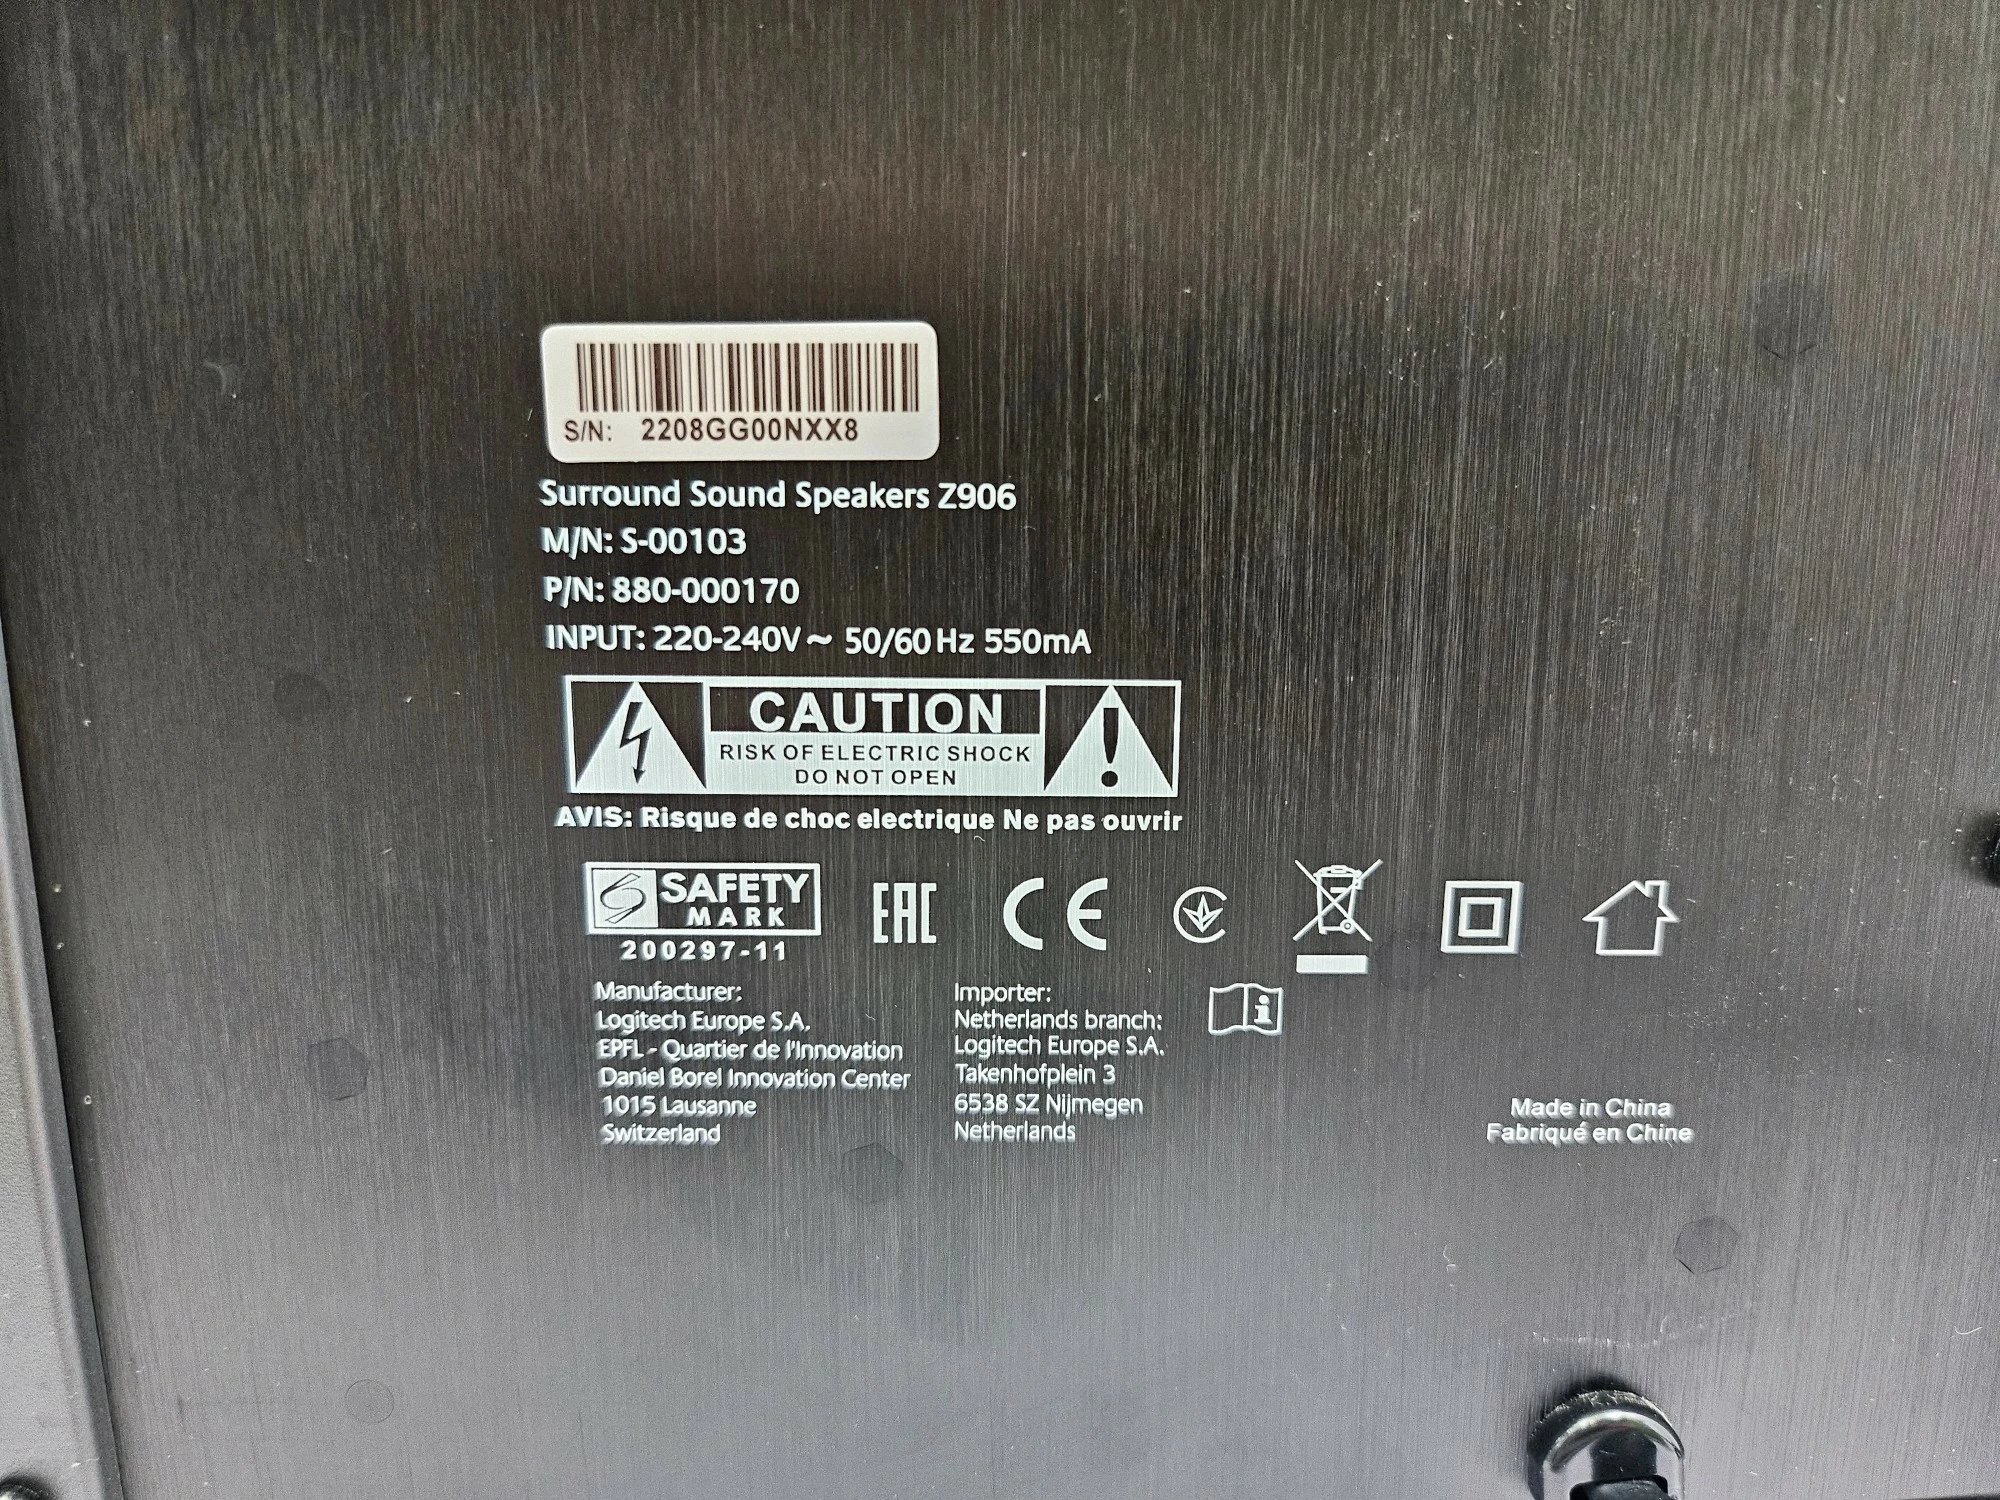 S/N: 2208GG00NXX8
Surround Sound Speakers Z906
M/N: S-00103
P/N: 880-000170
INPUT: 220-240V ~ 50/60 Hz 550mA
CAUTION
RISK OF ELECTRIC SHOCK
DO NOT OPEN
AVIS: Risque de choc electrique Ne pas ouvrir
SAFETY
MARK
200297-11
EAC
CE
Manufacturer:
Logitech Europe S.A.
EPFL - Quartier de l'Innovation
Daniel Borel Innovation Center
1015 Lausanne
Switzerland
Importer:
Netherlands branch:
Logitech Europe S.A.
Takenhofplein 3
6538 SZ Nijmegen
Netherlands
Made in China
Fabriqué en Chine